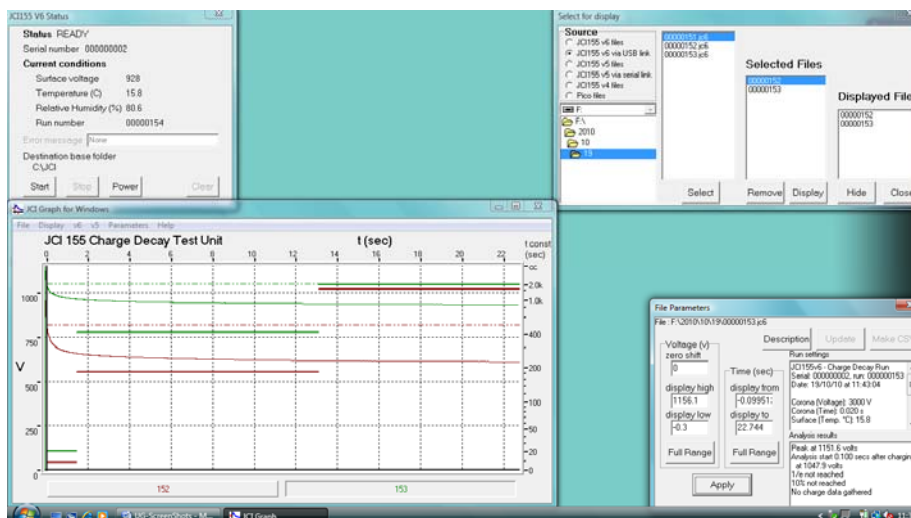 JCI155 V6 Status
Status READY
Serial number 000000002
Current conditions
Surface voltage 928
Temperature (C) 15.8
Relative Humidity (%) 80.6
Run number 00000154
Error message None
Destination base folder
C:\JCI
Start Stop Power Clear
Select for display
Source
JCI155 v6 files
JCI155 v6 via USB link
JCI155 v5 files
JCI155 v5 via serial link
JCI155 v4 files
Pico files
F:
F:\
2010
10
19
00000151.jc6
00000152.jc6
00000153.jc6
Selected Files
00000152
00000153
Displayed File
00000152
00000153
Select Remove Display Hide Close
JCI Graph for Windows
File Display v6 v5 Parameters Help
JCI 155 Charge Decay Test Unit t (sec) t const
0 2 4 6 8 10 12 14 16 18 20 22 (sec)
oc
2.0k
1000 1.0k
400
750
V 200
500
100
250 50
20
0 0
152 153
File Parameters
File : F:\2010\10\19\00000153.jc6
Description Update Make CS
Voltage (v)
zero shift
0
display high
1156.1
display low
-0.3
Full Range
Time (sec)
display from
-0.09951
display to
22.744
Full Range
Apply
Run settings
JCI155v6 - Charge Decay Run
Serial: 000000002, run: 000000153
Date: 19/10/10 at 11:43:04
Corona (Voltage): 3000 V
Corona (Time): 0.020 s
Surface (Temp. °C): 15.8
Analysis results
Peak at 1151.6 volts
Analysis start 0.100 secs after charging
at 1047.9 volts
1/e not reached
10% not reached
No charge data gathered
UG-ScreenShots - M... JCI Graph